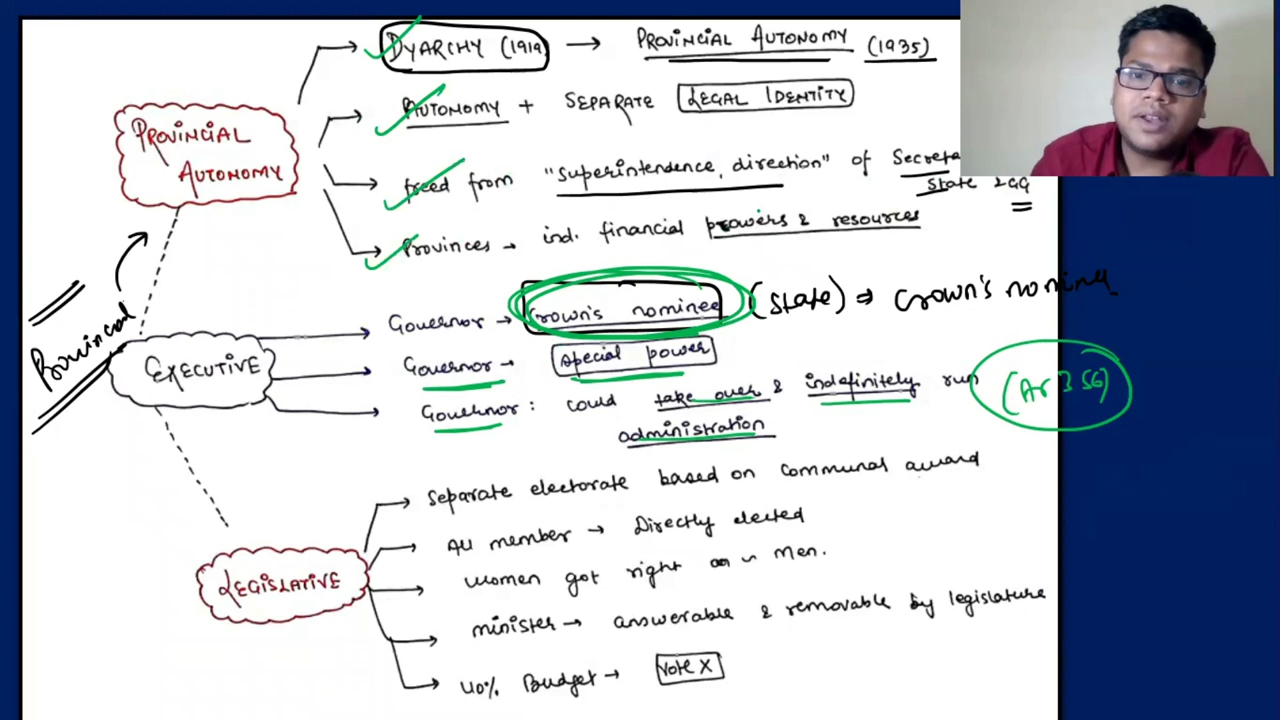 DYARCHY (1919) → PROVINCIAL AUTONOMY (1935)
PROVINCIAL AUTONOMY
AUTONOMY + SEPARATE LEGAL IDENTITY
freed from "superintendence, direction" of Secreta
State & GG
Provinces → ind. financial powers & resources
Provincial
Governor → Crown's nominee (State) ⇒ Crown's nomine
EXECUTIVE
Governor → special power
Governor: could take over & indefinitely run
administration
(Ar 356)
Separate electorate based on communal award
All member → Directly elected
LEGISLATIVE
women got right as ~ Men.
minister → answerable & removable by legislature
40% Budget → Vote X